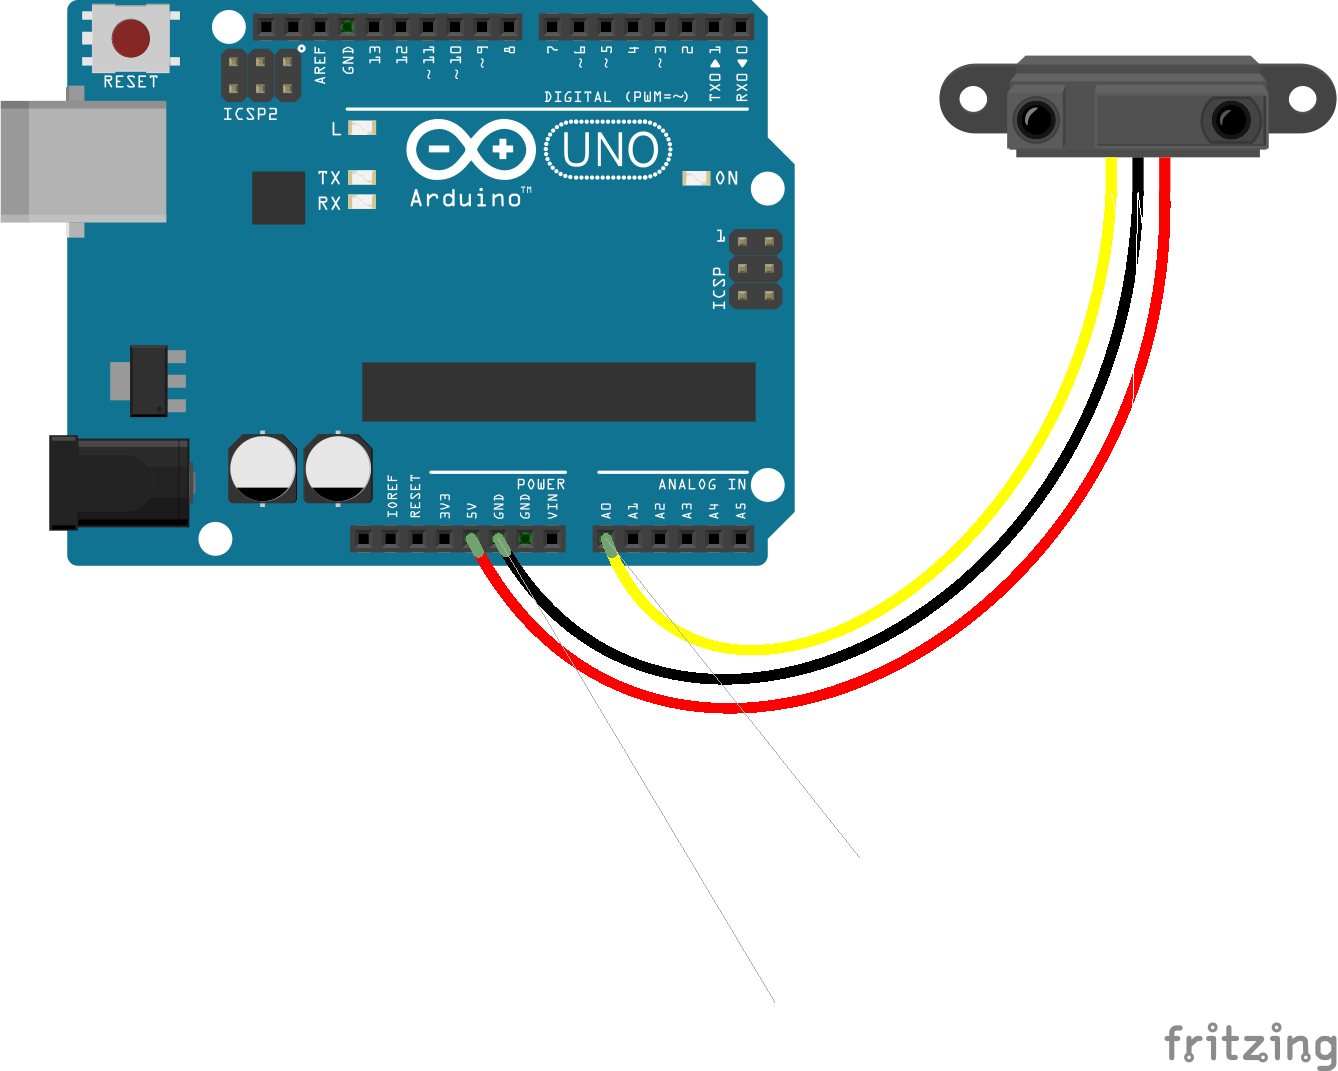 RESET
ICSP2
AREF
GND
13
12
~11
~10
~9
8
7
~6
~5
4
~3
2
TX0▶1
RX0◀0
DIGITAL (PWM=~)
L
TX
RX
UNO
Arduino™
ON
1
ICSP
POWER
ANALOG IN
IOREF
RESET
3V3
5V
GND
GND
VIN
A0
A1
A2
A3
A4
A5
fritzing